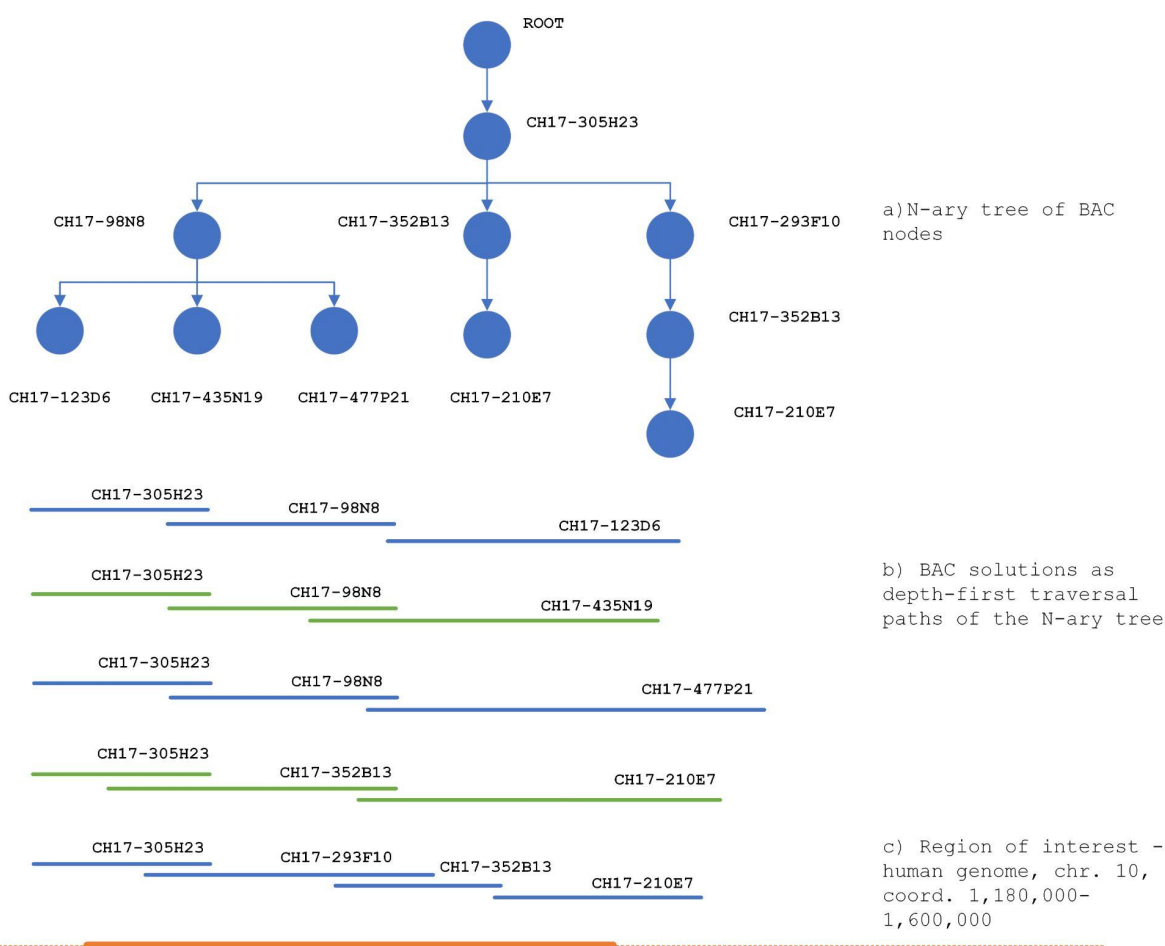 ROOT
CH17-305H23
CH17-98N8
CH17-352B13
CH17-293F10
a)N-ary tree of BAC
nodes
CH17-352B13
CH17-123D6
CH17-435N19
CH17-477P21
CH17-210E7
CH17-210E7
CH17-305H23
CH17-98N8
CH17-123D6
b) BAC solutions as
depth-first traversal
paths of the N-ary tree
CH17-305H23
CH17-98N8
CH17-435N19
CH17-305H23
CH17-98N8
CH17-477P21
CH17-305H23
CH17-352B13
CH17-210E7
CH17-305H23
CH17-293F10
CH17-352B13
CH17-210E7
c) Region of interest -
human genome, chr. 10,
coord. 1,180,000-
1,600,000